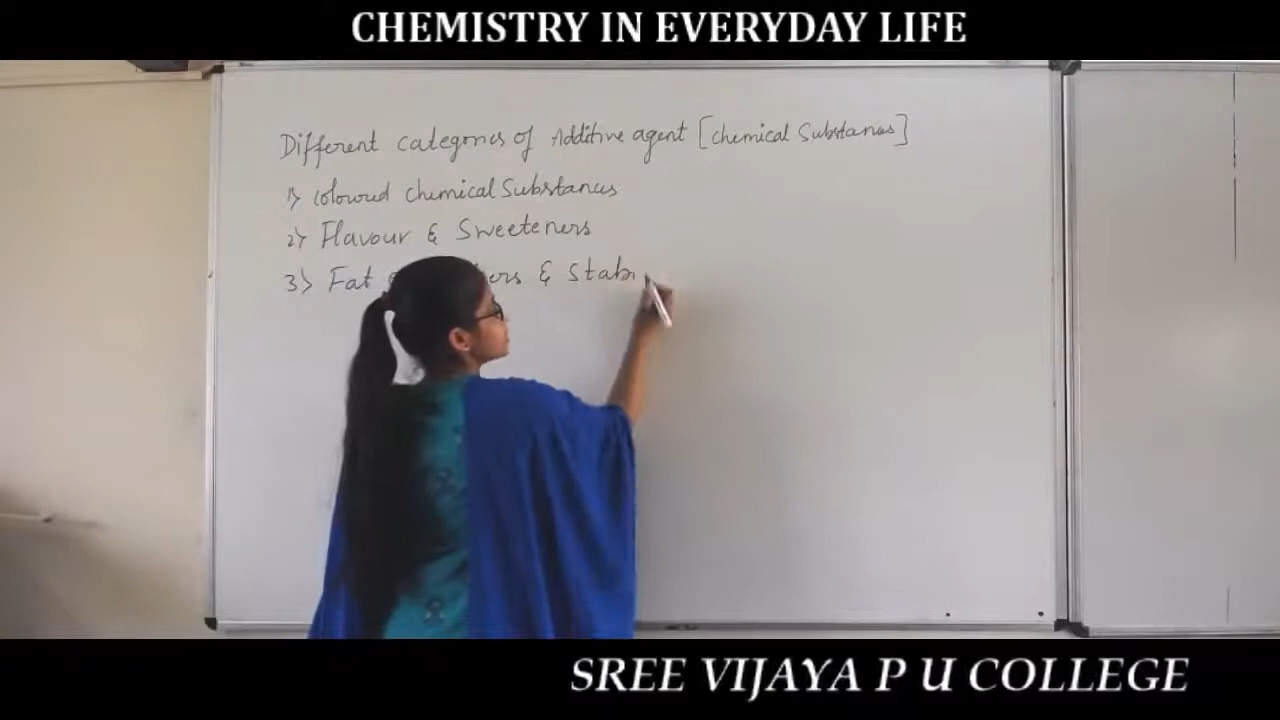 CHEMISTRY IN EVERYDAY LIFE
Different categories of Additive agent [chemical Substances]
1) Coloured chemical Substances
2) Flavour & Sweeteners
3) Fat & Stabi
SREE VIJAYA P U COLLEGE